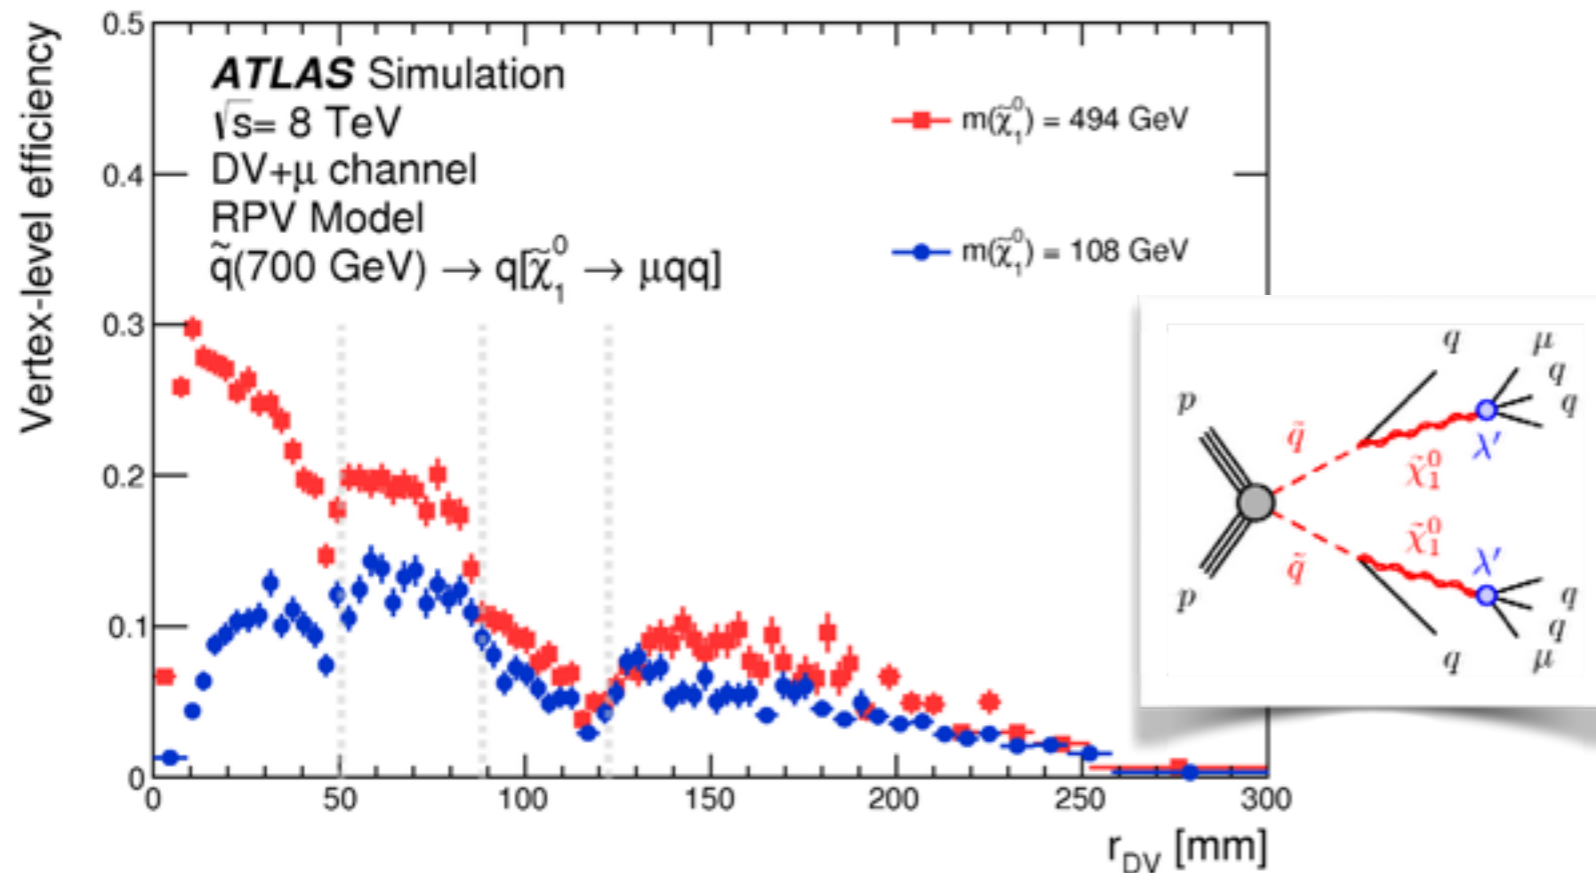 Vertex-level efficiency
0.5
0.4
0.3
0.2
0.1
0
ATLAS Simulation
√s= 8 TeV
DV+μ channel
RPV Model
q̃(700 GeV) → q[χ̃₁⁰ → μqq]
m(χ̃₁⁰) = 494 GeV
m(χ̃₁⁰) = 108 GeV
0 50 100 150 200 250 300
r_DV [mm]
p
p
q̃
q̃
q
q
χ̃₁⁰
χ̃₁⁰
λ′
λ′
μ
q
q
q
q
μ